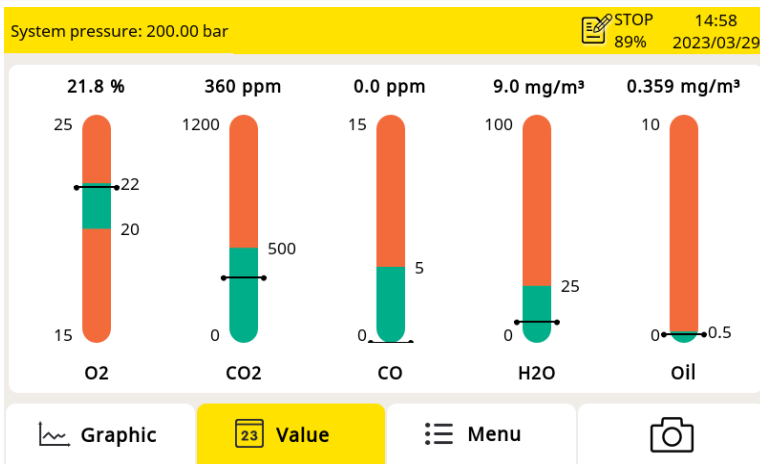 System pressure: 200.00 bar
STOP 14:58
89% 2023/03/29
21.8 % 360 ppm 0.0 ppm 9.0 mg/m³ 0.359 mg/m³
25 1200 15 100 10
22
20
500
5
25
15 0 0 0 0 0.5
O2 CO2 CO H2O Oil
Graphic 23 Value Menu